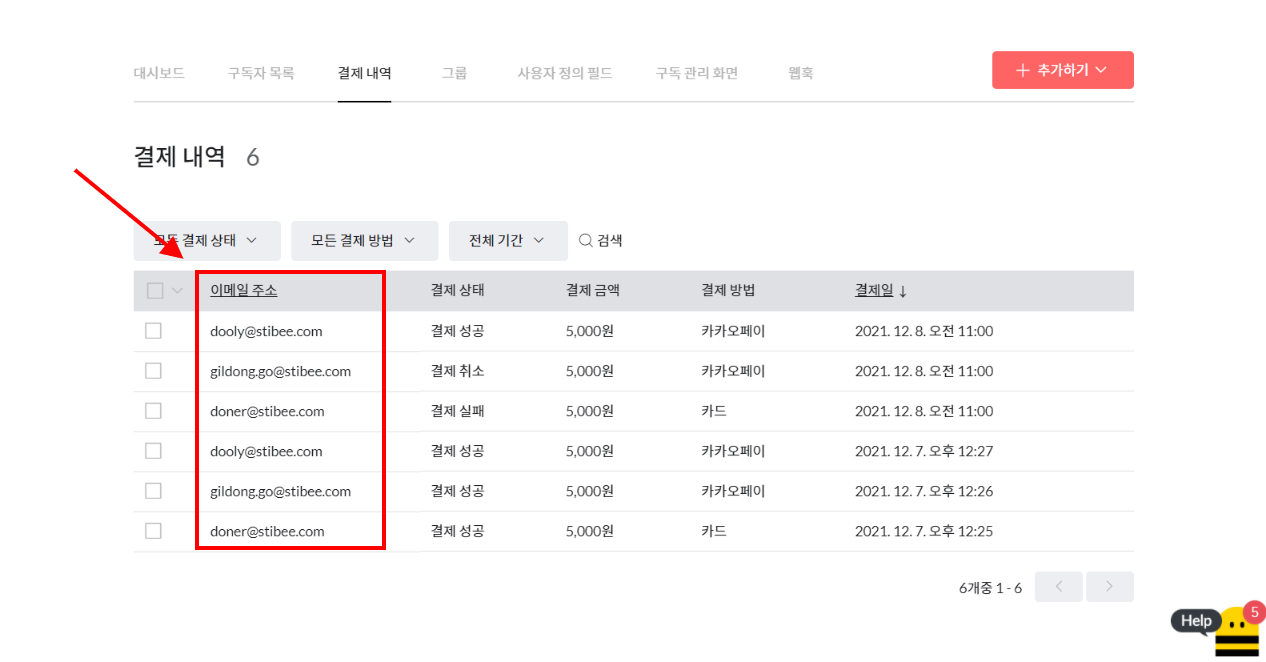 대시보드 구독자 목록 결제 내역 그룹 사용자 정의 필드 구독 관리 화면 웹훅 + 추가하기
결제 내역 6
모든 결제 상태 모든 결제 방법 전체 기간 검색
이메일 주소 결제 상태 결제 금액 결제 방법 결제일 ↓
dooly@stibee.com 결제 성공 5,000원 카카오페이 2021. 12. 8. 오전 11:00
gildong.go@stibee.com 결제 취소 5,000원 카카오페이 2021. 12. 8. 오전 11:00
doner@stibee.com 결제 실패 5,000원 카드 2021. 12. 8. 오전 11:00
dooly@stibee.com 결제 성공 5,000원 카카오페이 2021. 12. 7. 오후 12:27
gildong.go@stibee.com 결제 성공 5,000원 카카오페이 2021. 12. 7. 오후 12:26
doner@stibee.com 결제 성공 5,000원 카드 2021. 12. 7. 오후 12:25
6개중 1 - 6
Help 5